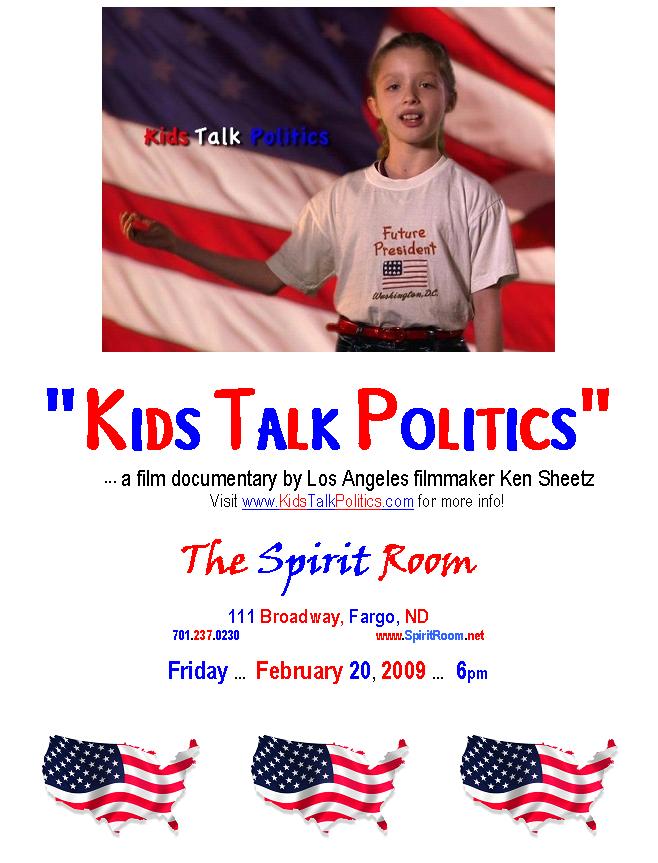 Kids Talk Politics
Future
President
Washington, D.C.
"KIDS TALK POLITICS"
... a film documentary by Los Angeles filmmaker Ken Sheetz
Visit www.KidsTalkPolitics.com for more info!
The Spirit Room
111 Broadway, Fargo, ND
701.237.0230 www.SpiritRoom.net
Friday ... February 20, 2009 ... 6pm